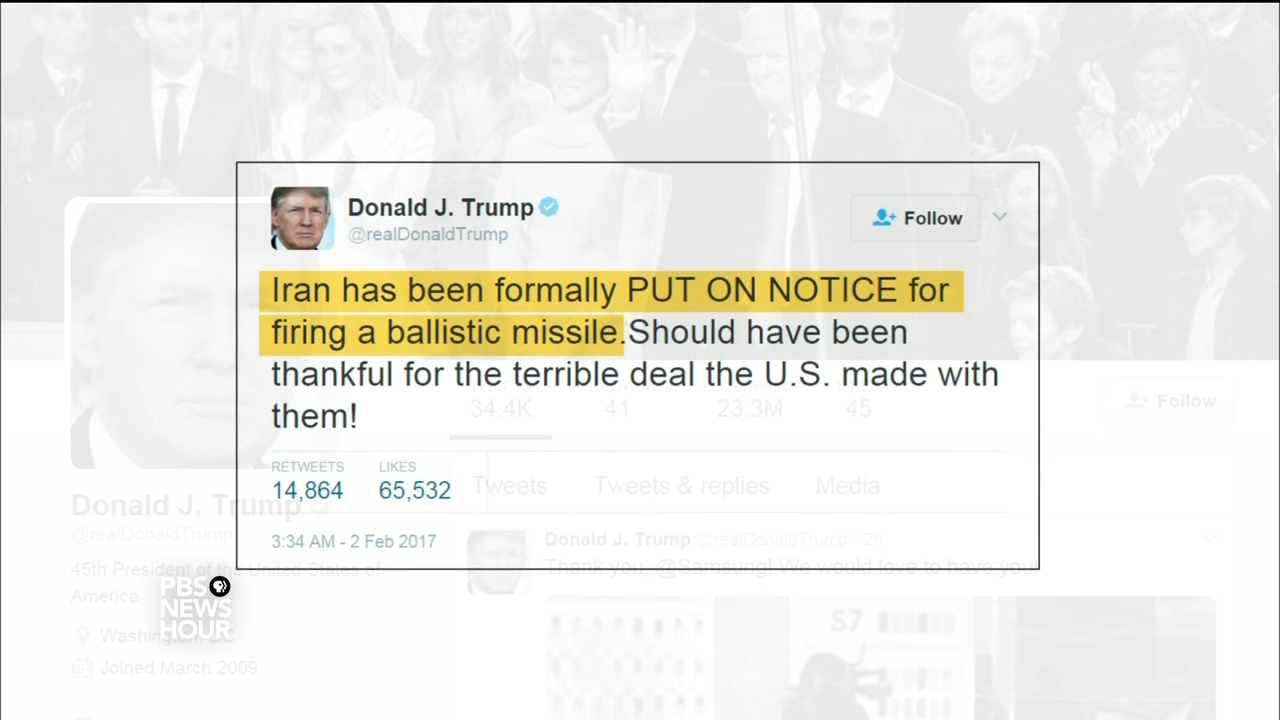 Donald J. Trump
@realDonaldTrump
Follow
Iran has been formally PUT ON NOTICE for
firing a ballistic missile.Should have been
thankful for the terrible deal the U.S. made with
them!
34.4K 41 23.3M 45
Follow
RETWEETS LIKES
14,864 65,532
Tweets Tweets & replies Media
3:34 AM - 2 Feb 2017
Donald J. Trump
@realDonaldTrump
45th President of the United States of
America
Washington, DC
Joined March 2009
Donald J. Trump @realDonaldTrump 2h
Thank you, @Samsung! We would love to have you!
S7
PBS
NEWS
HOUR